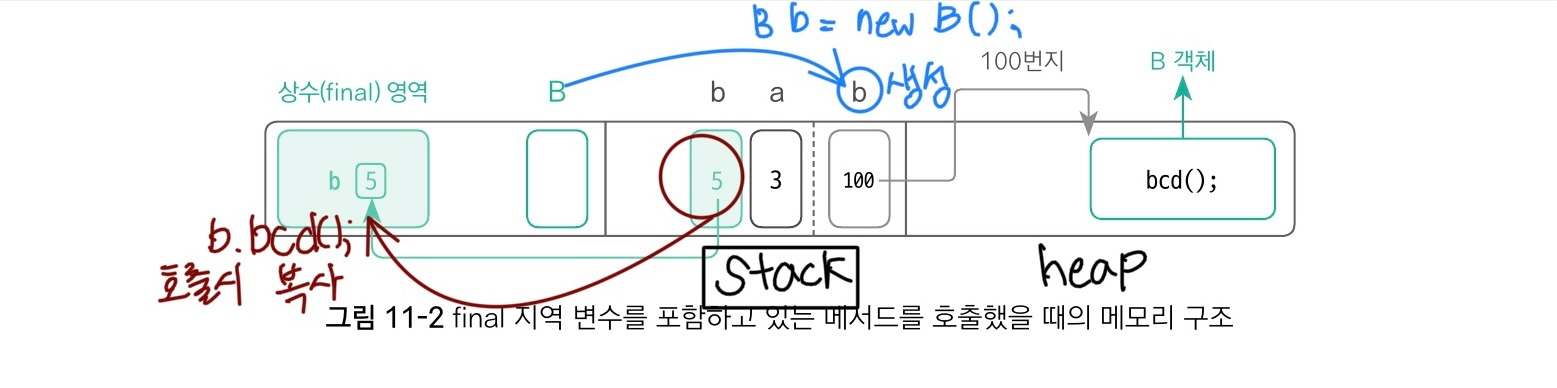 B b = new B();
100번지
B 객체
상수(final) 영역
B
b
a
b
생성
b 5
5
3
100
bcd();
b.bcd();
호출시 복사
stack
heap
그림 11-2 final 지역 변수를 포함하고 있는 메서드를 호출했을 때의 메모리 구조